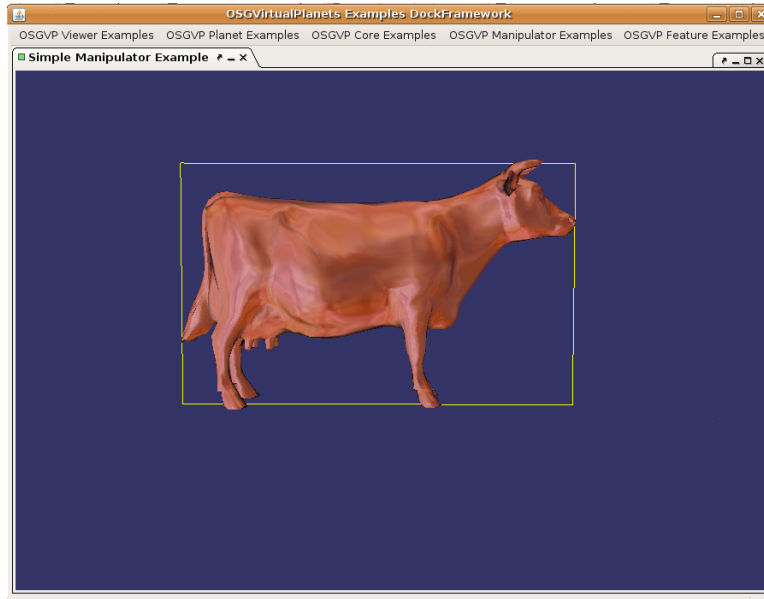 OSGVirtualPlanets Examples DockFramework
OSGVP Viewer Examples OSGVP Planet Examples OSGVP Core Examples OSGVP Manipulator Examples OSGVP Feature Examples
Simple Manipulator Example